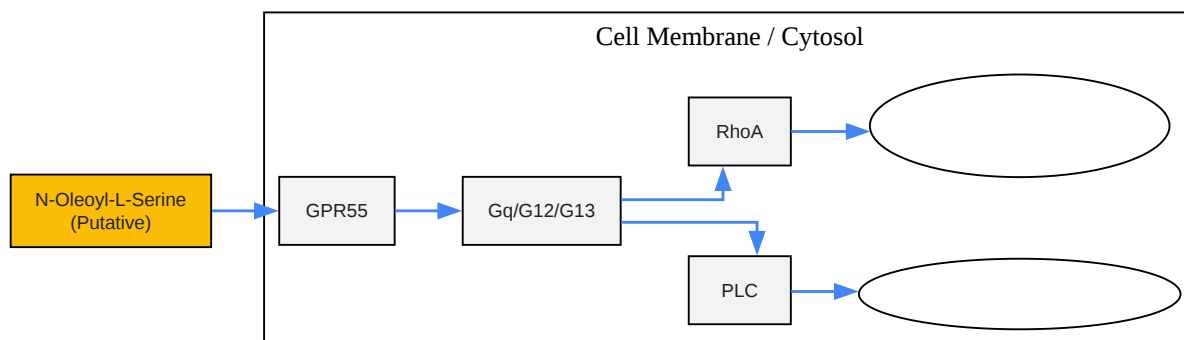 Cell Membrane / Cytosol
RhoA
N-Oleoyl-L-Serine
(Putative)
GPR55
Gq/G12/G13
PLC